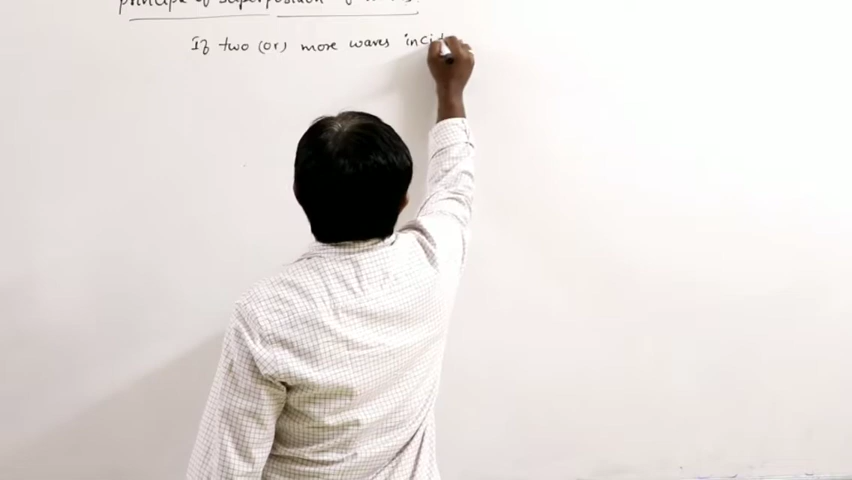 principle of superposition of waves:
If two (or) more waves incid